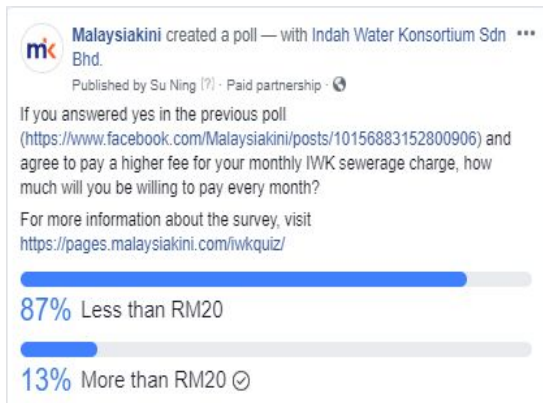 mk
Malaysiakini created a poll — with Indah Water Konsortium Sdn
Bhd.
Published by Su Ning [?] · Paid partnership ·
If you answered yes in the previous poll
(https://www.facebook.com/Malaysiakini/posts/10156883152800906) and
agree to pay a higher fee for your monthly IWK sewerage charge, how
much will you be willing to pay every month?
For more information about the survey, visit
https://pages.malaysiakini.com/iwkquiz/
87% Less than RM20
13% More than RM20